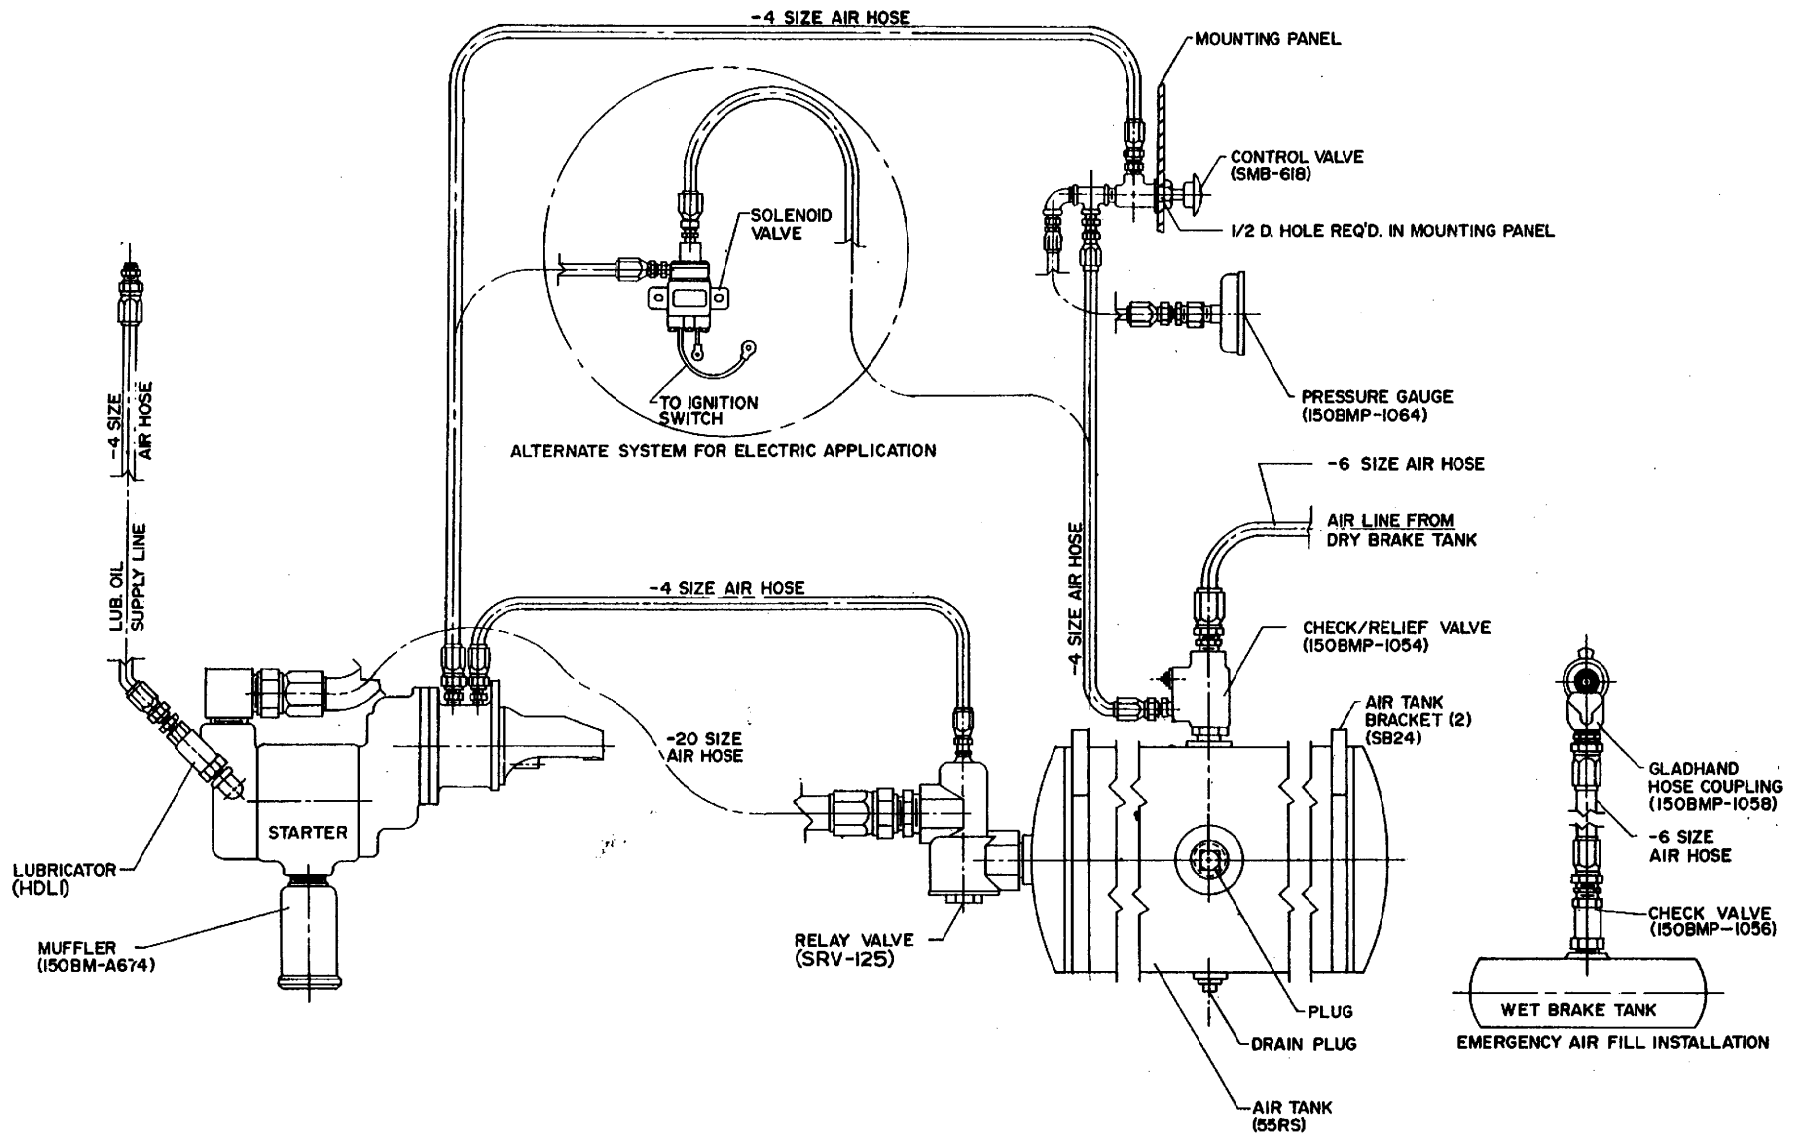 -4 SIZE AIR HOSE
MOUNTING PANEL
CONTROL VALVE
(SMB-618)
1/2 D. HOLE REQ'D. IN MOUNTING PANEL
SOLENOID
VALVE
TO IGNITION
SWITCH
ALTERNATE SYSTEM FOR ELECTRIC APPLICATION
PRESSURE GAUGE
(150BMP-1064)
-4 SIZE
AIR HOSE
LUB. OIL
SUPPLY LINE
-6 SIZE AIR HOSE
AIR LINE FROM
DRY BRAKE TANK
-4 SIZE AIR HOSE
-4 SIZE AIR HOSE
CHECK/RELIEF VALVE
(150BMP-1054)
AIR TANK
BRACKET (2)
(SB24)
-20 SIZE
AIR HOSE
GLADHAND
HOSE COUPLING
(150BMP-1058)
-6 SIZE
AIR HOSE
STARTER
LUBRICATOR
(HDL1)
MUFFLER
(150BM-A674)
RELAY VALVE
(SRV-125)
CHECK VALVE
(150BMP-1056)
PLUG
DRAIN PLUG
WET BRAKE TANK
EMERGENCY AIR FILL INSTALLATION
AIR TANK
(55RS)